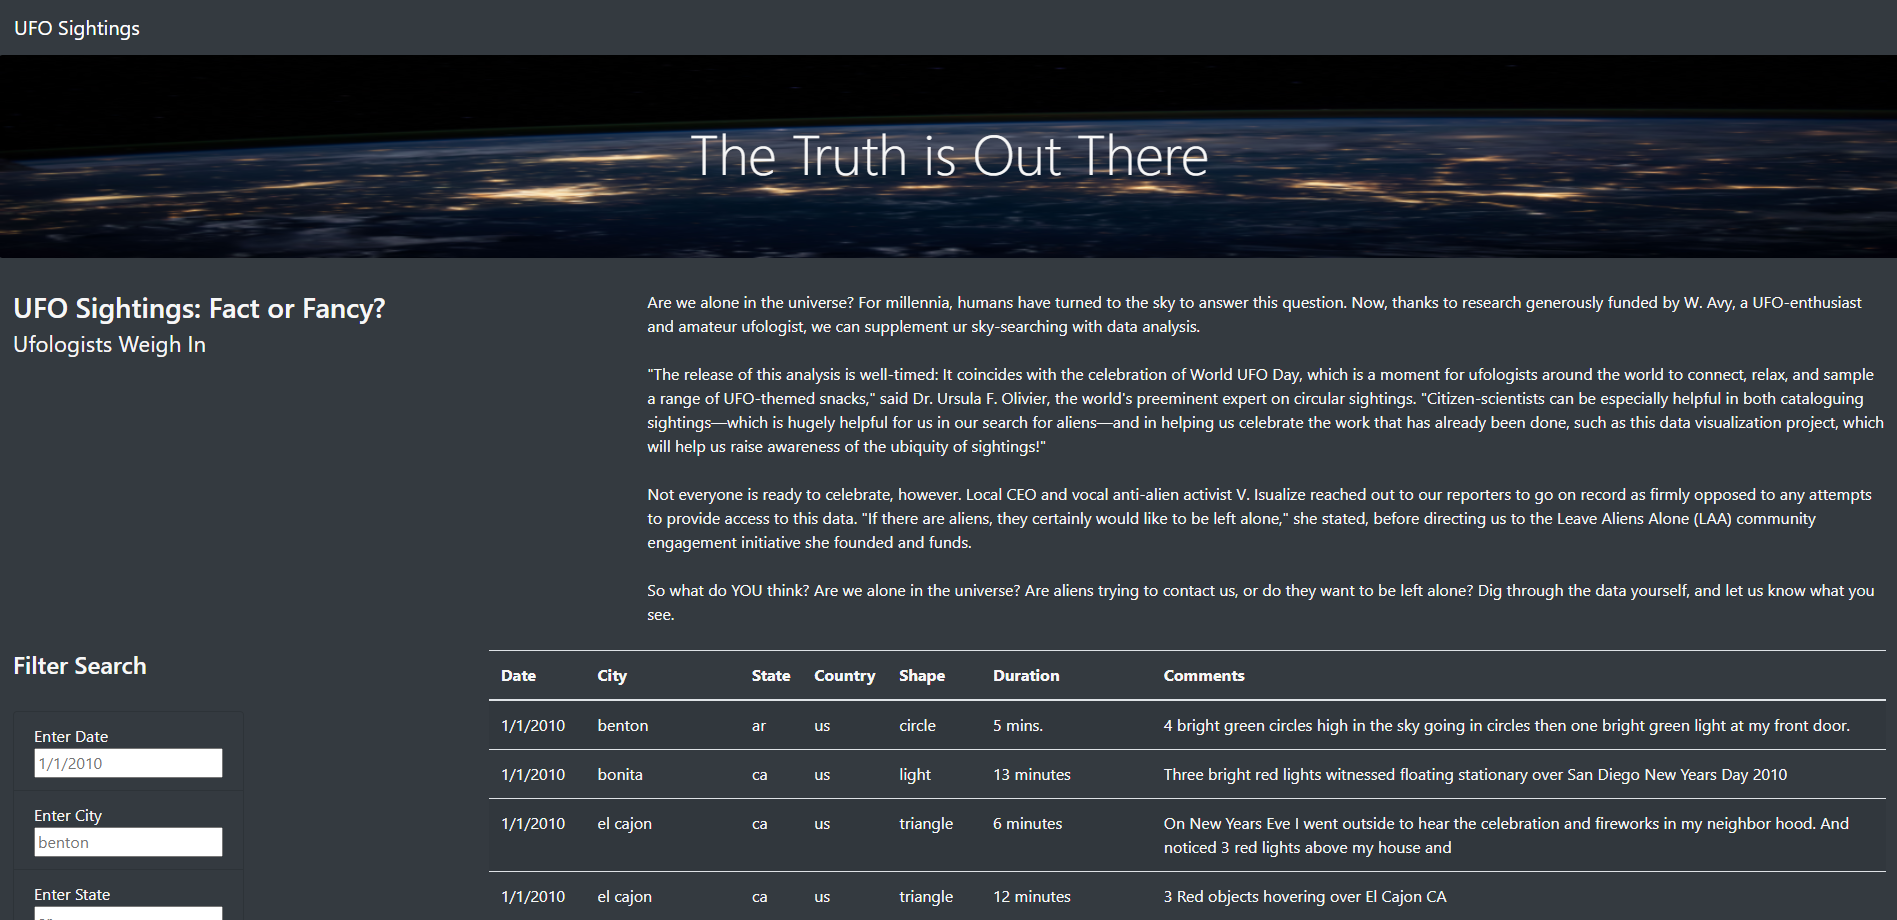 UFO Sightings
The Truth is Out There
UFO Sightings: Fact or Fancy?
Ufologists Weigh In
Are we alone in the universe? For millennia, humans have turned to the sky to answer this question. Now, thanks to research generously funded by W. Avy, a UFO-enthusiast
and amateur ufologist, we can supplement ur sky-searching with data analysis.
"The release of this analysis is well-timed: It coincides with the celebration of World UFO Day, which is a moment for ufologists around the world to connect, relax, and sample
a range of UFO-themed snacks," said Dr. Ursula F. Olivier, the world's preeminent expert on circular sightings. "Citizen-scientists can be especially helpful in both cataloguing
sightings—which is hugely helpful for us in our search for aliens—and in helping us celebrate the work that has already been done, such as this data visualization project, which
will help us raise awareness of the ubiquity of sightings!"
Not everyone is ready to celebrate, however. Local CEO and vocal anti-alien activist V. Isualize reached out to our reporters to go on record as firmly opposed to any attempts
to provide access to this data. "If there are aliens, they certainly would like to be left alone," she stated, before directing us to the Leave Aliens Alone (LAA) community
engagement initiative she founded and funds.
So what do YOU think? Are we alone in the universe? Are aliens trying to contact us, or do they want to be left alone? Dig through the data yourself, and let us know what you
see.
Filter Search
Enter Date
1/1/2010
Enter City
benton
Enter State
Date City State Country Shape Duration Comments
1/1/2010 benton ar us circle 5 mins. 4 bright green circles high in the sky going in circles then one bright green light at my front door.
1/1/2010 bonita ca us light 13 minutes Three bright red lights witnessed floating stationary over San Diego New Years Day 2010
1/1/2010 el cajon ca us triangle 6 minutes On New Years Eve I went outside to hear the celebration and fireworks in my neighbor hood. And
noticed 3 red lights above my house and
1/1/2010 el cajon ca us triangle 12 minutes 3 Red objects hovering over El Cajon CA